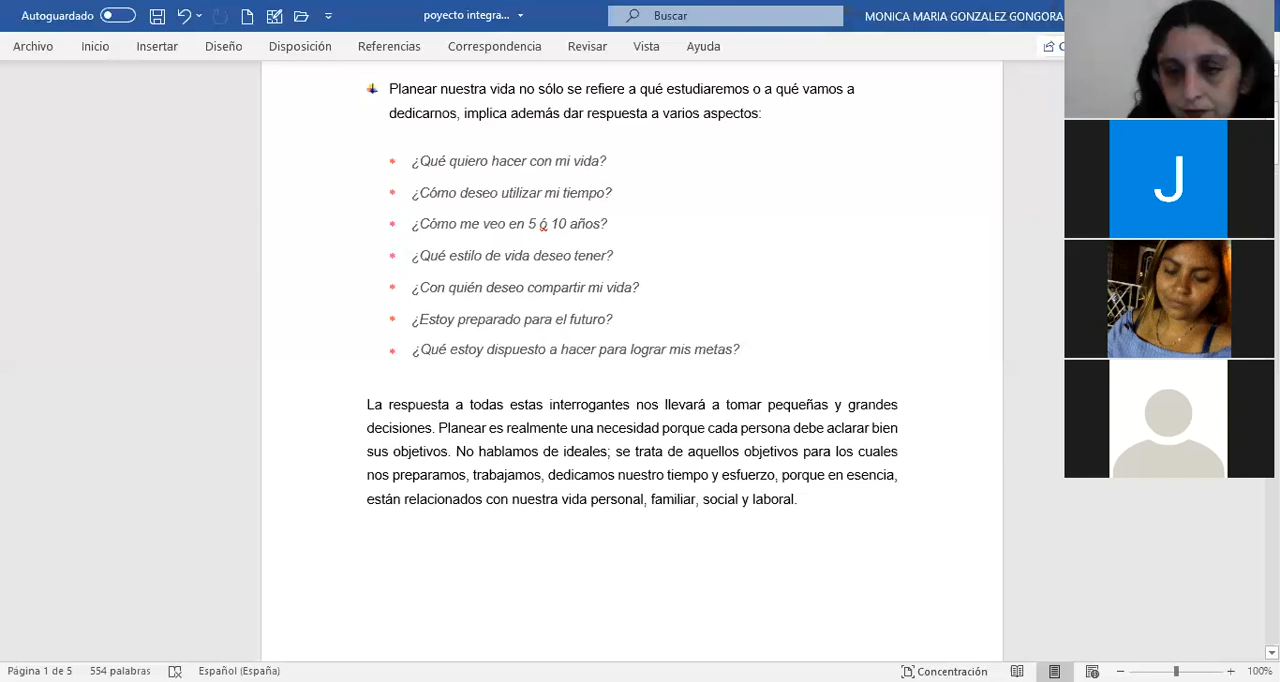 Autoguardado
poyecto integra...
Buscar
MONICA MARIA GONZALEZ GONGORA
Archivo Inicio Insertar Diseño Disposición Referencias Correspondencia Revisar Vista Ayuda
Planear nuestra vida no sólo se refiere a qué estudiaremos o a qué vamos a
dedicarnos, implica además dar respuesta a varios aspectos:
¿Qué quiero hacer con mi vida?
¿Cómo deseo utilizar mi tiempo?
¿Cómo me veo en 5 ó 10 años?
¿Qué estilo de vida deseo tener?
¿Con quién deseo compartir mi vida?
¿Estoy preparado para el futuro?
¿Qué estoy dispuesto a hacer para lograr mis metas?
La respuesta a todas estas interrogantes nos llevará a tomar pequeñas y grandes
decisiones. Planear es realmente una necesidad porque cada persona debe aclarar bien
sus objetivos. No hablamos de ideales; se trata de aquellos objetivos para los cuales
nos preparamos, trabajamos, dedicamos nuestro tiempo y esfuerzo, porque en esencia,
están relacionados con nuestra vida personal, familiar, social y laboral.
J
Página 1 de 5 554 palabras Español (España) Concentración 100%